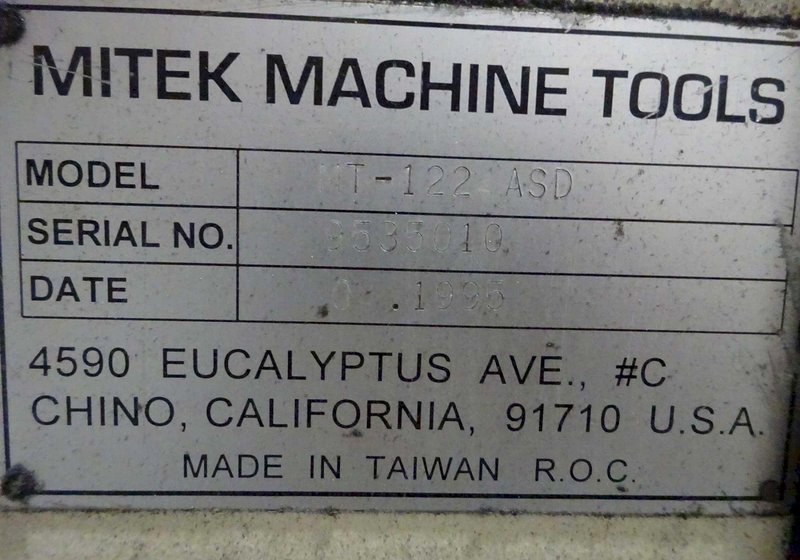 MITEK MACHINE TOOLS
MODEL MT-122 ASD
SERIAL NO. 9535010
DATE .1995
4590 EUCALYPTUS AVE., #C
CHINO, CALIFORNIA, 91710 U.S.A.
MADE IN TAIWAN R.O.C.